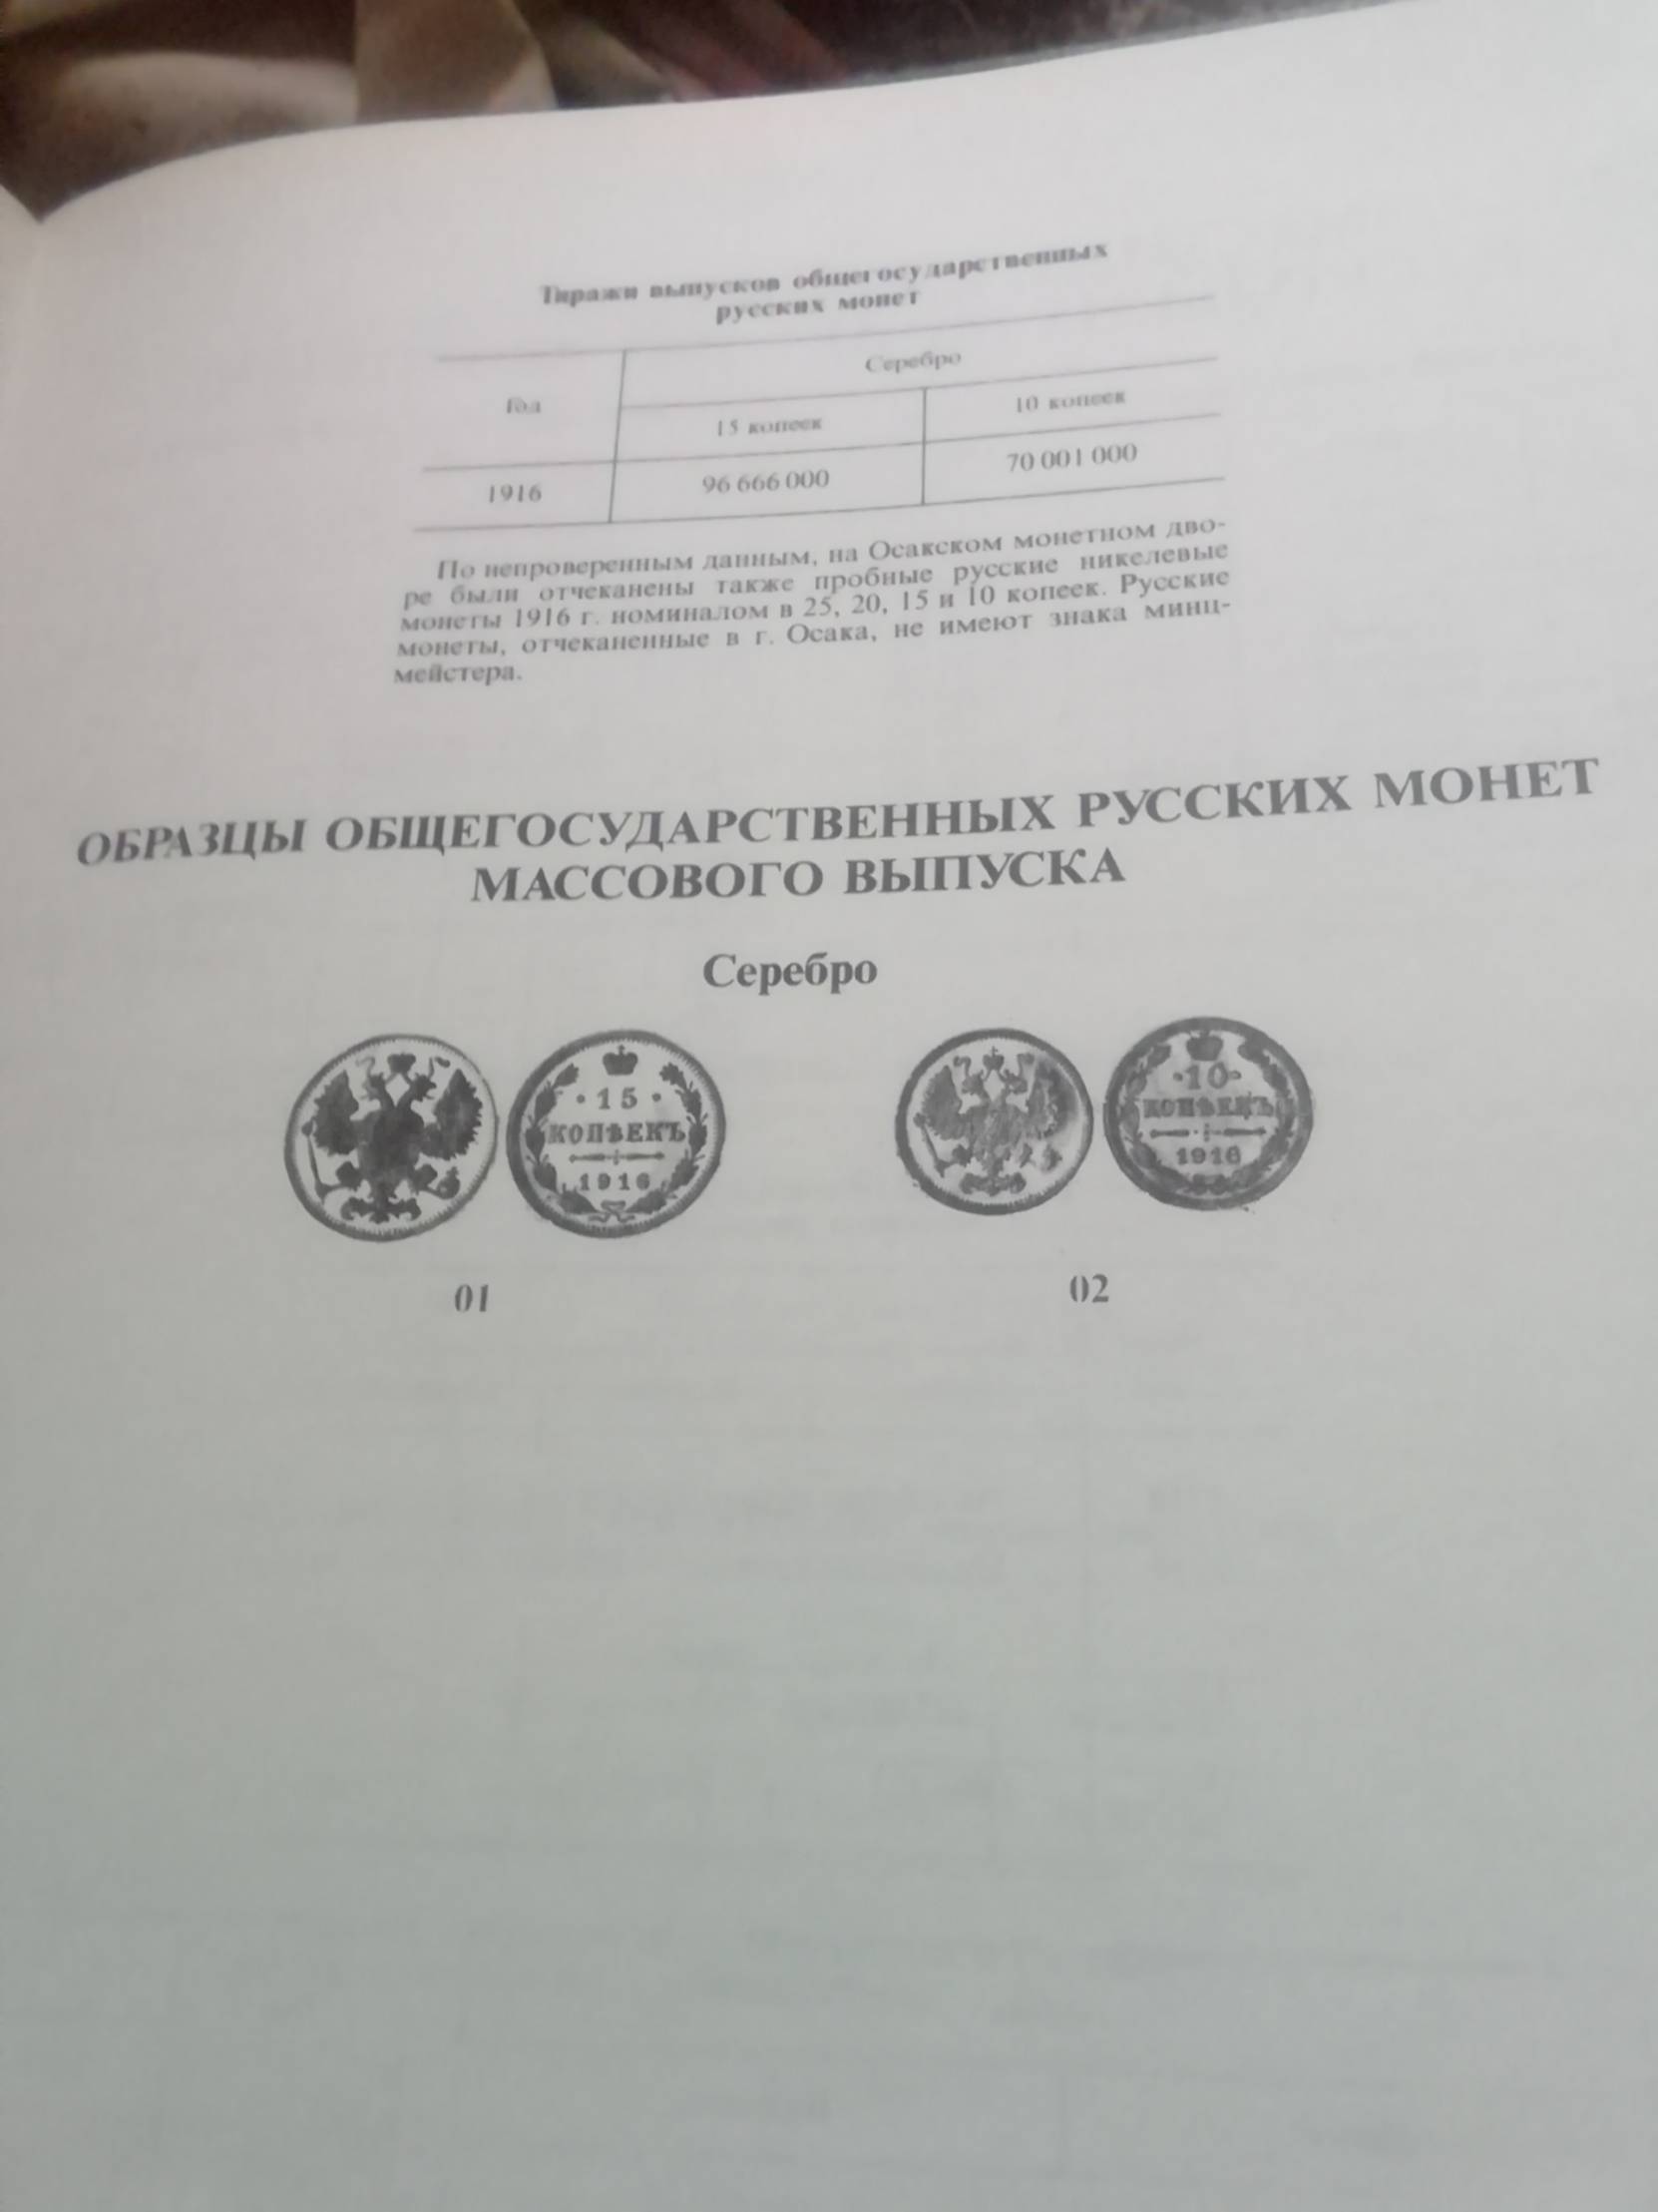 Тиражи выпусков общегосударственных
русских монет
Год
Серебро
15 копеек
10 копеек
1916
96 666 000
70 001 000
По непроверенным данным, на Осакском монетном дво-
ре были отчеканены также пробные русские никелевые
монеты 1916 г. номиналом в 25, 20, 15 и 10 копеек. Русские
монеты, отчеканенные в г. Осака, не имеют знака минц-
мейстера.
ОБРАЗЦЫ ОБЩЕГОСУДАРСТВЕННЫХ РУССКИХ МОНЕТ
МАССОВОГО ВЫПУСКА
Серебро
· 15 ·
КОПѢЕКЪ
1916
·10·
КОПѢЕКЪ
1916
01
02